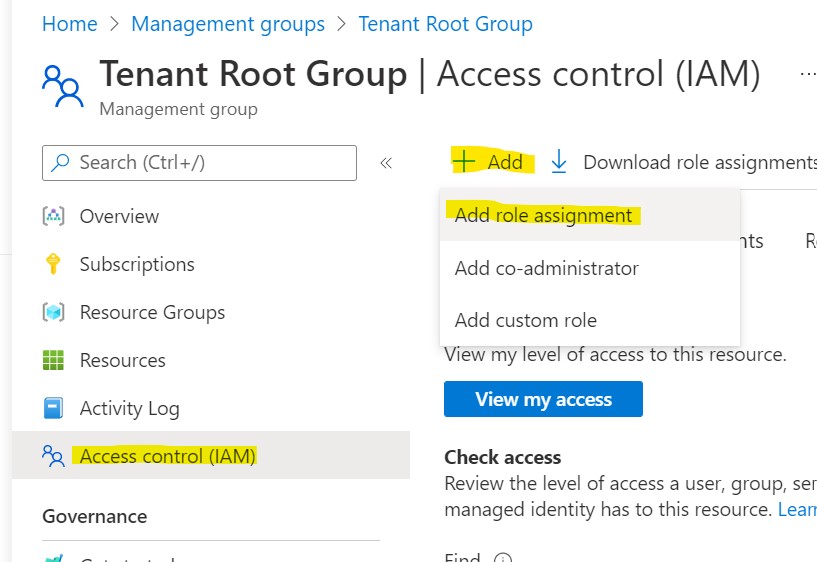 Home > Management groups > Tenant Root Group
Tenant Root Group | Access control (IAM) ...
Management group
Search (Ctrl+/)
«
Add
Download role assignments
Overview
Add role assignment
Subscriptions
Add co-administrator
Resource Groups
Add custom role
nts
R
View my level of access to this resource.
Resources
Activity Log
View my access
Access control (IAM)
Check access
Review the level of access a user, group, ser
managed identity has to this resource. Learn
Governance
Find